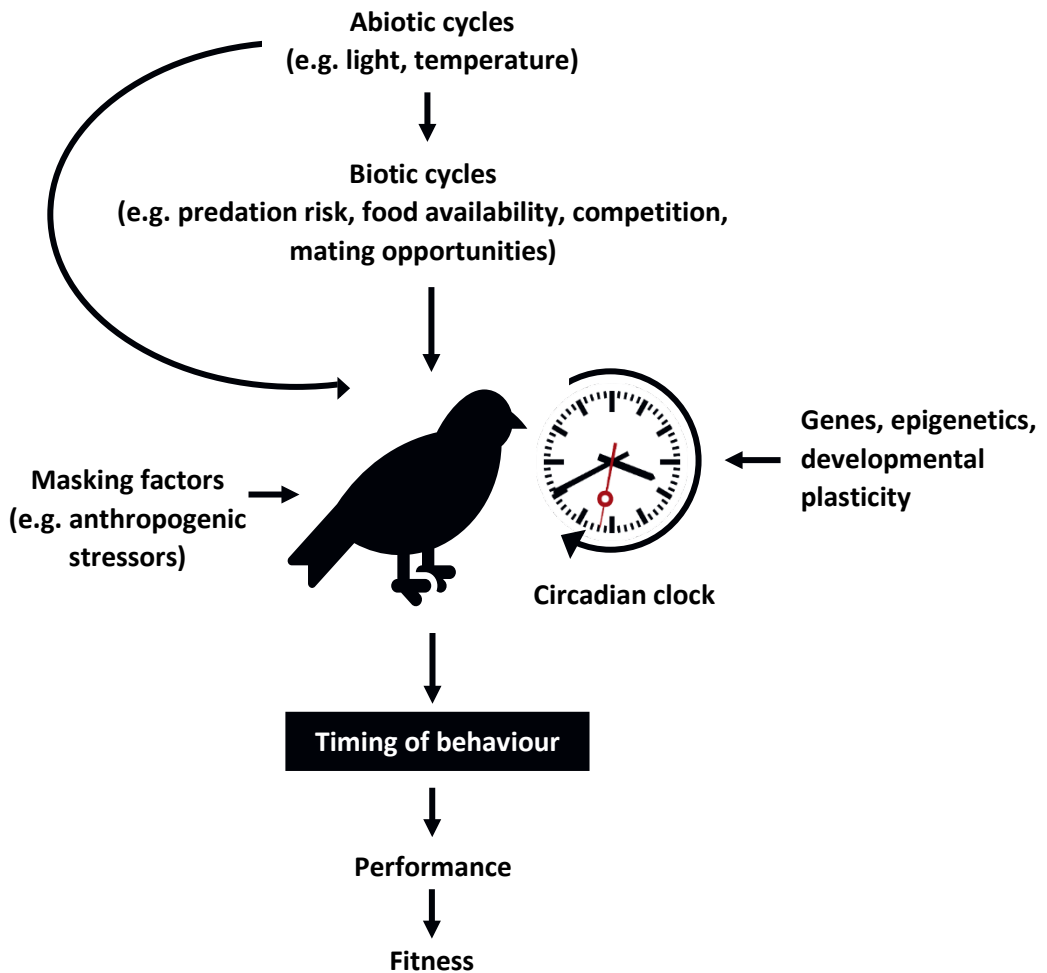 Abiotic cycles
(e.g. light, temperature)
Biotic cycles
(e.g. predation risk, food availability, competition,
mating opportunities)
Genes, epigenetics,
developmental
plasticity
Masking factors
(e.g. anthropogenic
stressors)
Circadian clock
Timing of behaviour
Performance
Fitness